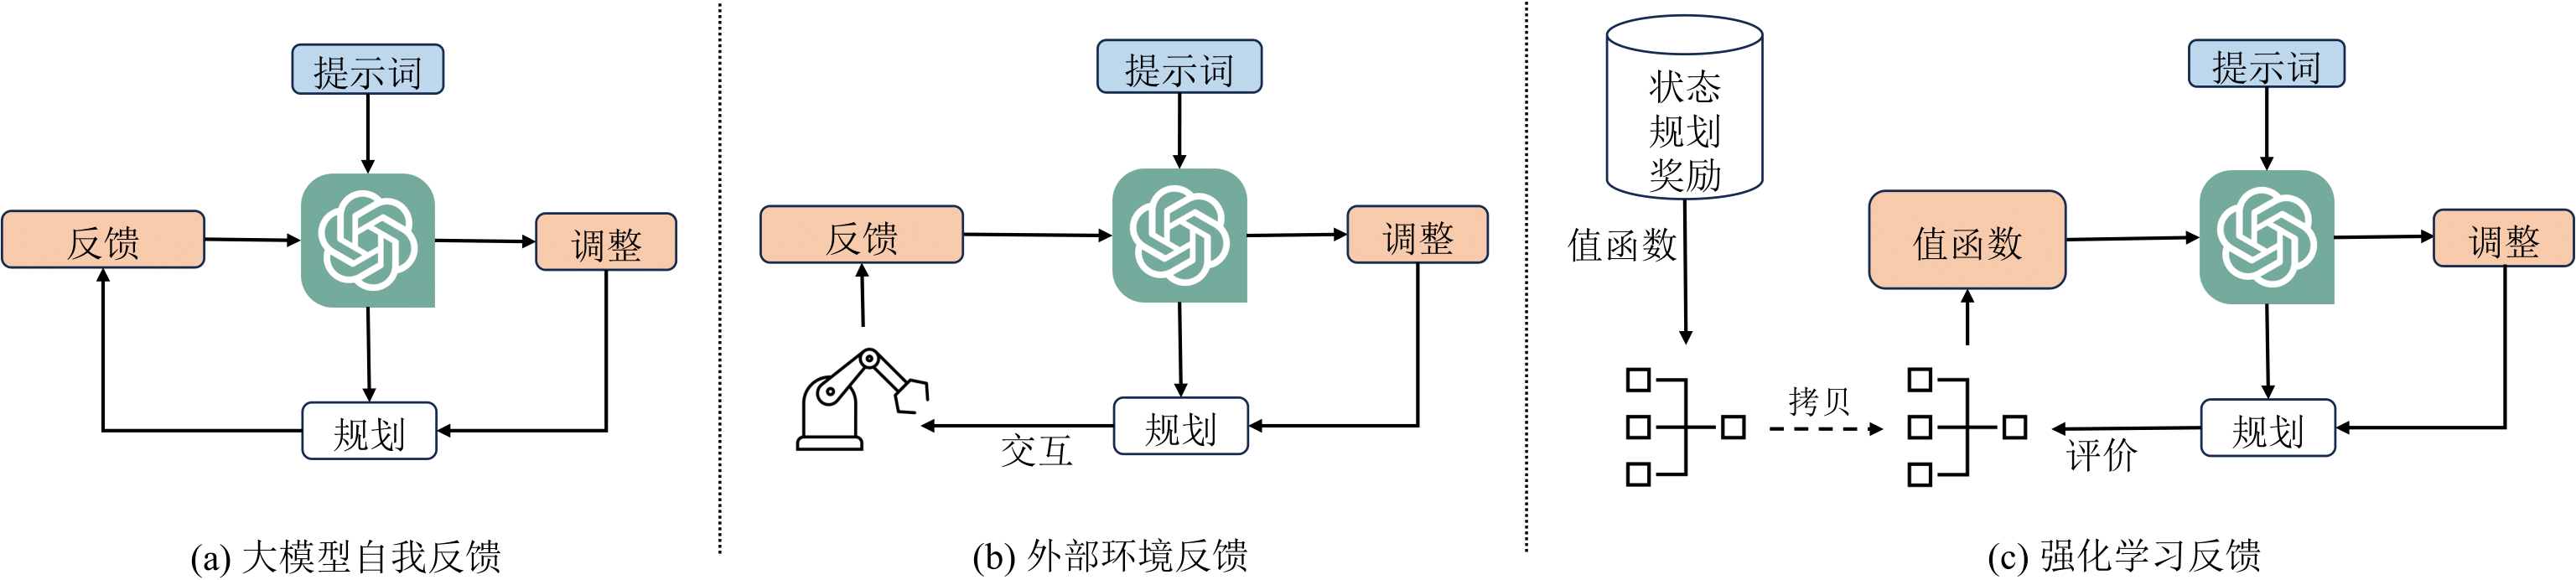 提示词
反馈
调整
规划
(a) 大模型自我反馈
提示词
反馈
调整
交互
规划
(b) 外部环境反馈
状态
规划
奖励
值函数
拷贝
提示词
值函数
调整
评价
规划
(c) 强化学习反馈